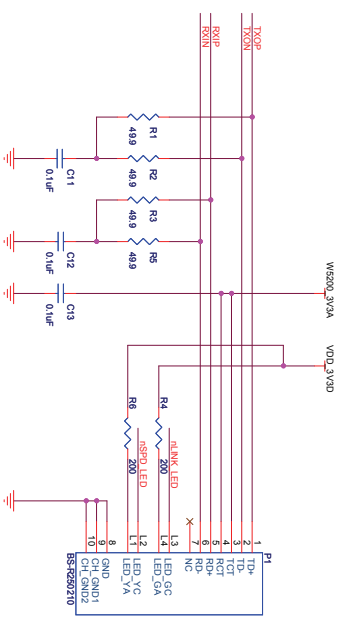 TXOP
TXON
RXIP
RXIN
R1
49.9
R2
49.9
R3
49.9
R5
49.9
C11
0.1uF
C12
0.1uF
C13
0.1uF
W5200_3V3A
VDD_3V3D
R6
200
R4
200
nSPD_LED
nLINK_LED
P1
1 TD+
2 TD-
3 TCT
4 RCT
5 RD+
6 RD-
7 NC
L3 LED_GC
L4 LED_GA
L2 LED_YC
L1 LED_YA
8 GND
9 CH_GND1
10 CH_GND2
BS-R250210